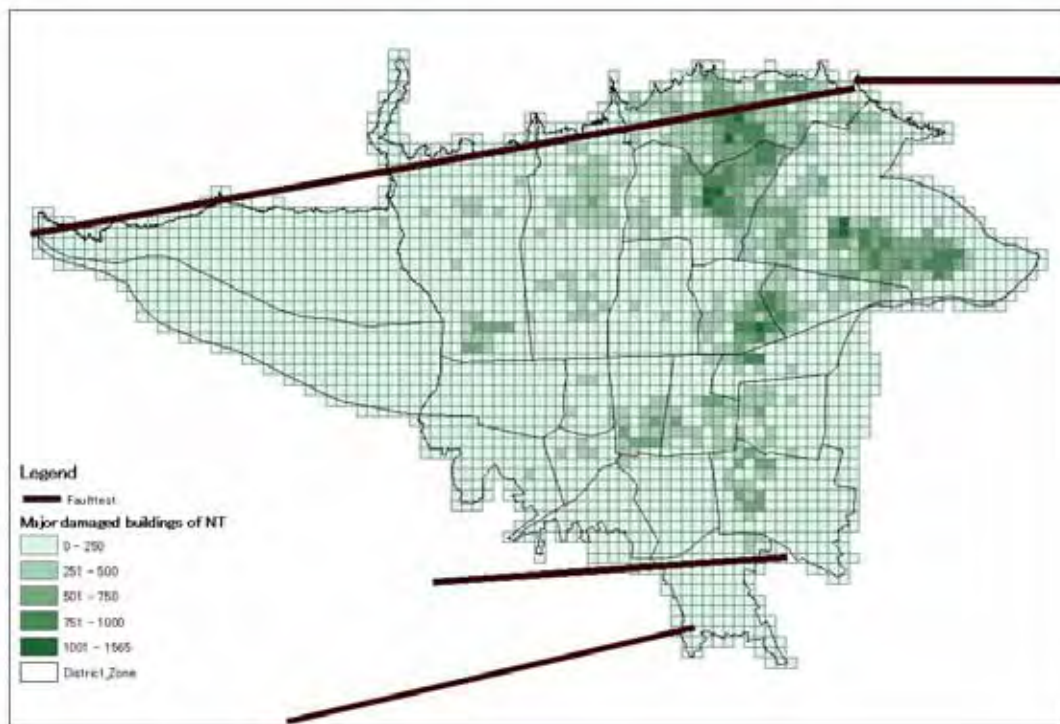 Legend
Faulttest
Major damaged buildings of NT
0 - 250
251 - 500
501 - 750
751 - 1000
1001 - 1565
District_Zone